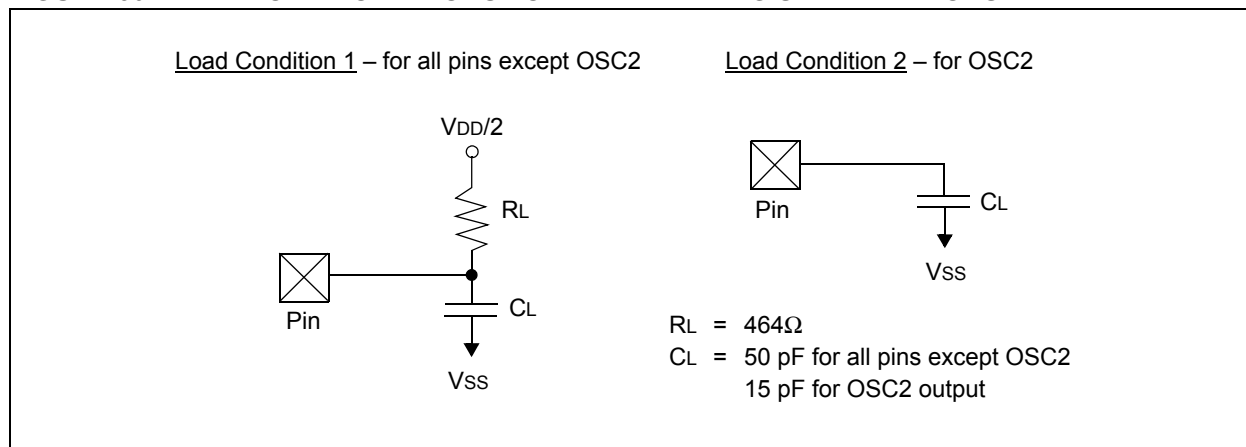 Load Condition 1 – for all pins except OSC2
Load Condition 2 – for OSC2
VDD/2
RL
Pin
CL
VSS
Pin
CL
VSS
RL = 464Ω
CL = 50 pF for all pins except OSC2
15 pF for OSC2 output